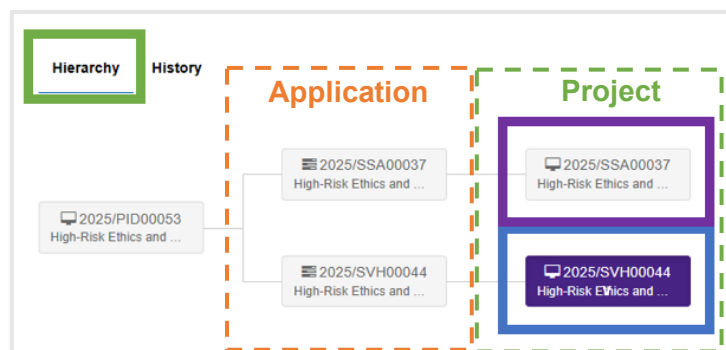 Hierarchy History
Application
Project
2025/SSA00037
High-Risk Ethics and ...
2025/SSA00037
High-Risk Ethics and ...
2025/PID00053
High-Risk Ethics and ...
2025/SVH00044
High-Risk Ethics and ...
2025/SVH00044
High-Risk and ...